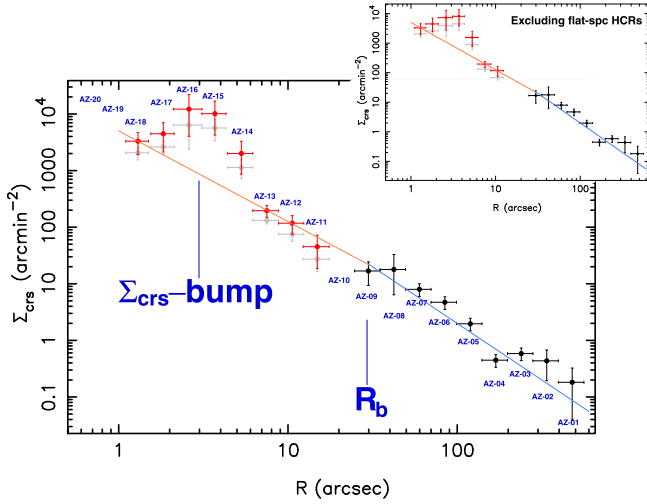 Excluding flat-spc HCRs
10⁴
1000
100
10
1
0.1
Σcrs (arcmin⁻²)
1
10
100
R (arcsec)
AZ-20
AZ-19
AZ-18
AZ-17
AZ-16
AZ-15
AZ-14
AZ-13
AZ-12
AZ-11
AZ-10
AZ-09
AZ-08
AZ-07
AZ-06
AZ-05
AZ-04
AZ-03
AZ-02
AZ-01
Σcrs–bump
Rb
10⁴
1000
100
10
1
0.1
Σcrs (arcmin⁻²)
1
10
100
R (arcsec)